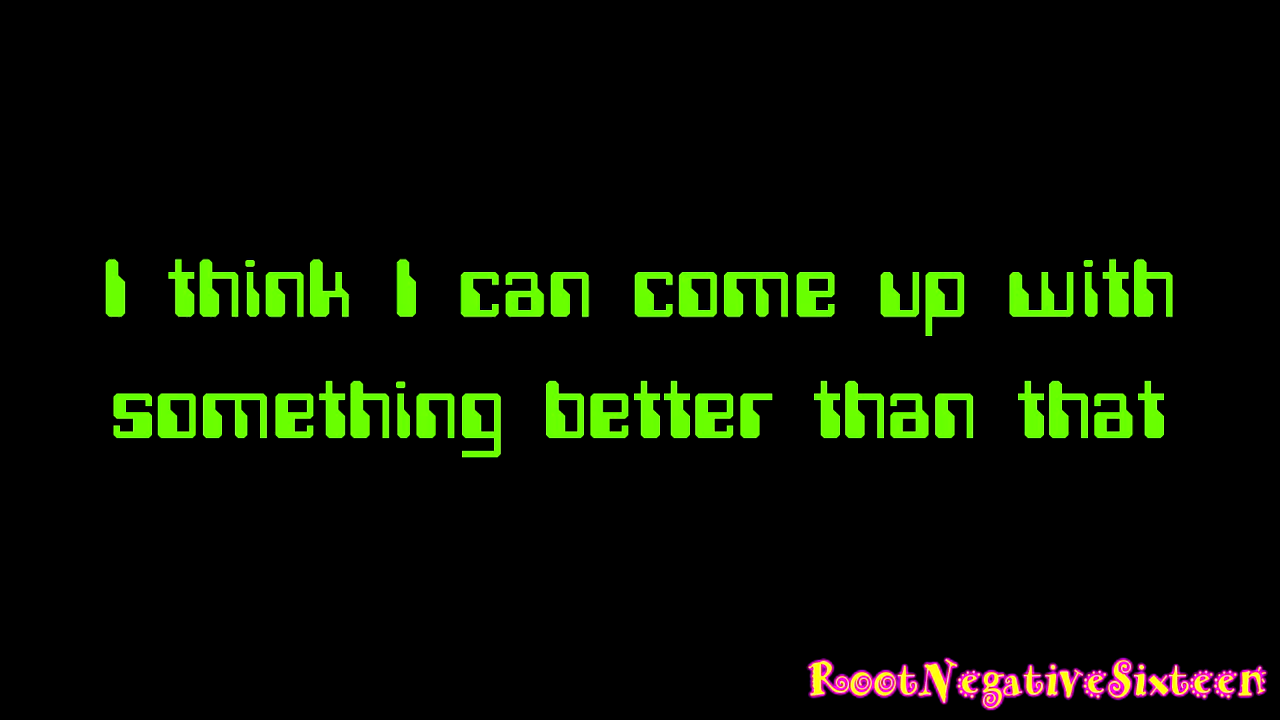 I think I can come up with
something better than that
RootNegativeSixteen